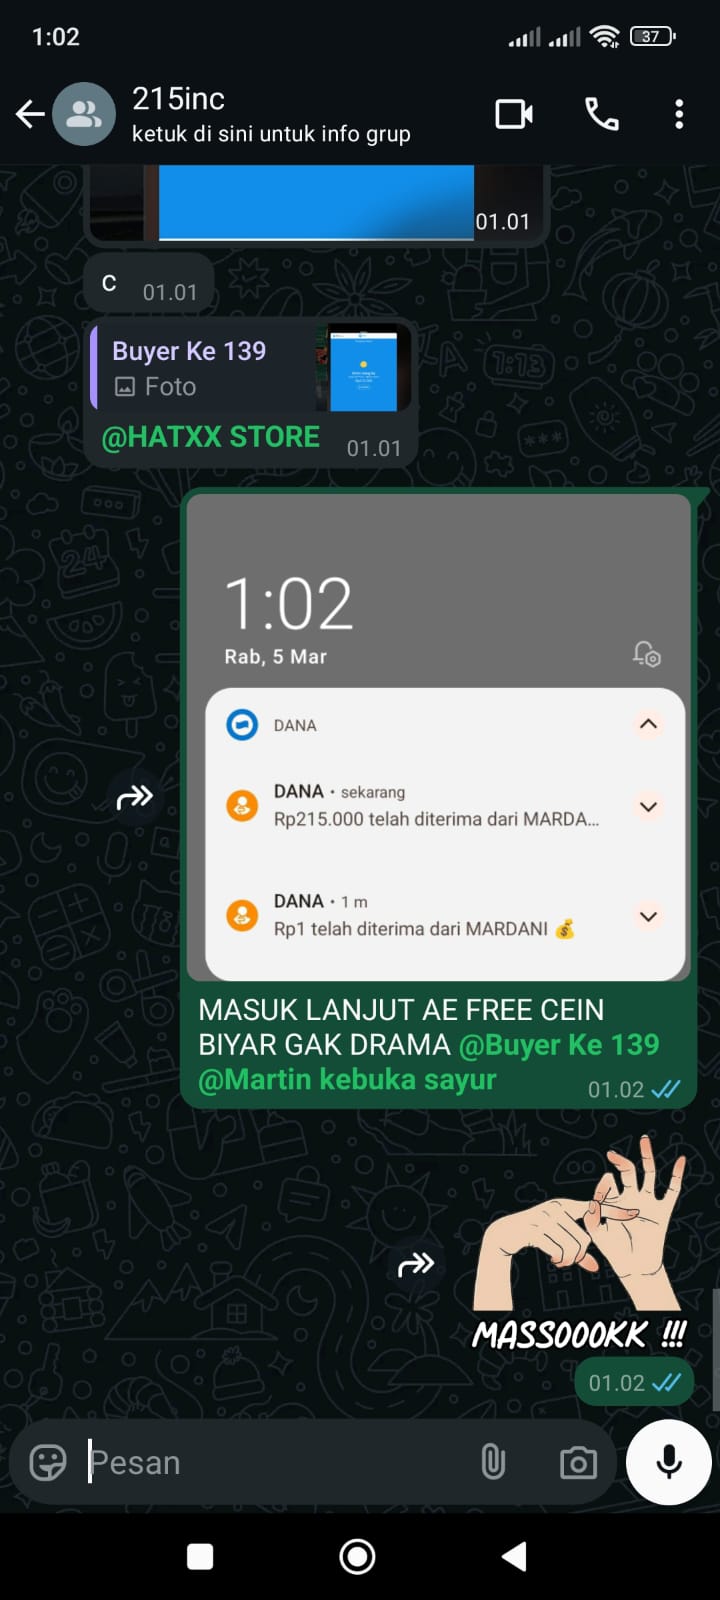 1:02
37
215inc
ketuk di sini untuk info grup
01.01
C 01.01
Buyer Ke 139
Foto
@HATXX STORE 01.01
1:02
Rab, 5 Mar
DANA
DANA • sekarang
Rp215.000 telah diterima dari MARDA...
DANA • 1 m
Rp1 telah diterima dari MARDANI 💰
MASUK LANJUT AE FREE CEIN
BIYAR GAK DRAMA @Buyer Ke 139
@Martin kebuka sayur 01.02
MASSOOOKK !!!
01.02
Pesan